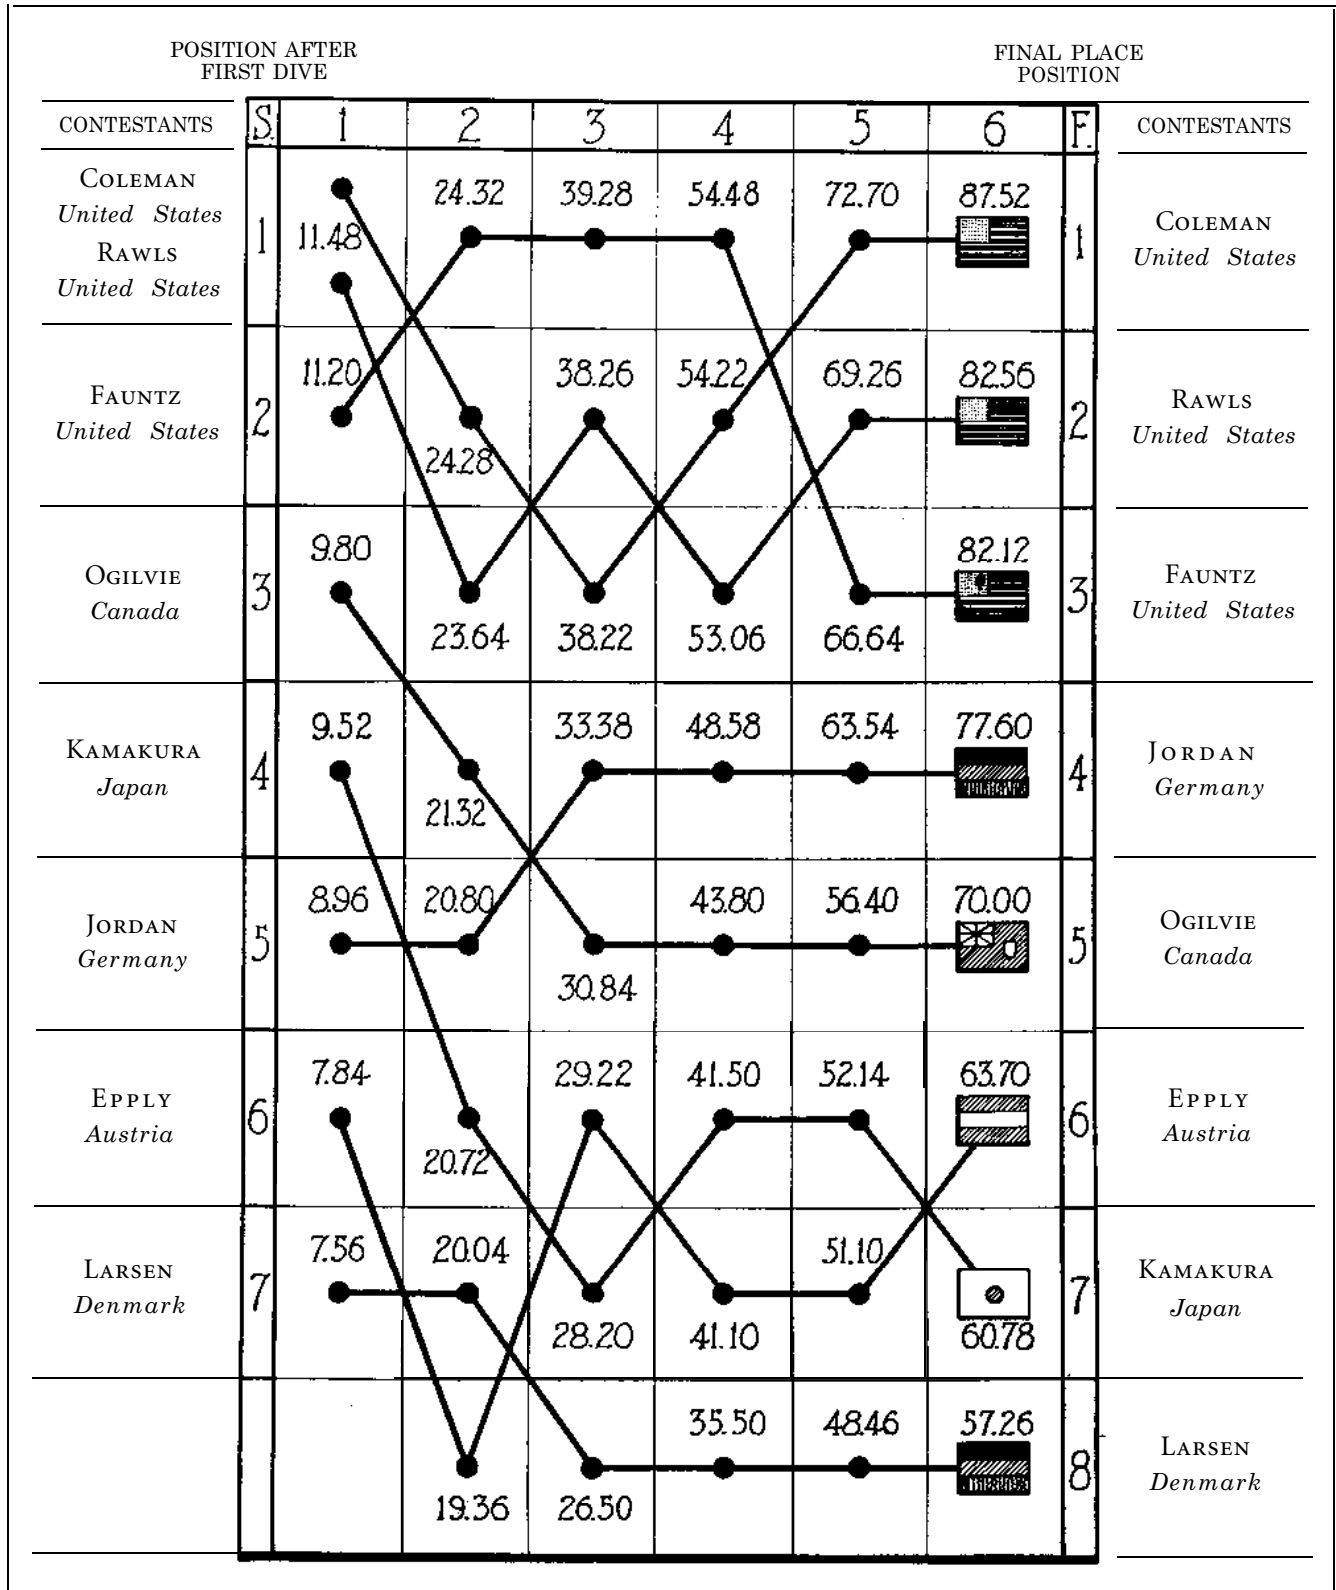 POSITION AFTER
FIRST DIVE
FINAL PLACE
POSITION
CONTESTANTS S. 1 2 3 4 5 6 F. CONTESTANTS
COLEMAN
United States
RAWLS
United States
1
11.48
24.32 39.28 54.48 72.70 87.52
1
COLEMAN
United States
FAUNTZ
United States
2
11.20
24.28
38.26 54.22 69.26 82.56
2
RAWLS
United States
OGILVIE
Canada
3
9.80
23.64 38.22 53.06 66.64
82.12
3
FAUNTZ
United States
KAMAKURA
Japan
4
9.52
21.32
33.38 48.58 63.54 77.60
4
JORDAN
Germany
JORDAN
Germany
5
8.96 20.80
30.84
43.80 56.40 70.00
5
OGILVIE
Canada
EPPLY
Austria
6
7.84
20.72
29.22 41.50 52.14 63.70
6
EPPLY
Austria
LARSEN
Denmark
7
7.56 20.04
28.20 41.10
51.10
60.78
7
KAMAKURA
Japan
19.36 26.50
35.50 48.46 57.26
8
LARSEN
Denmark